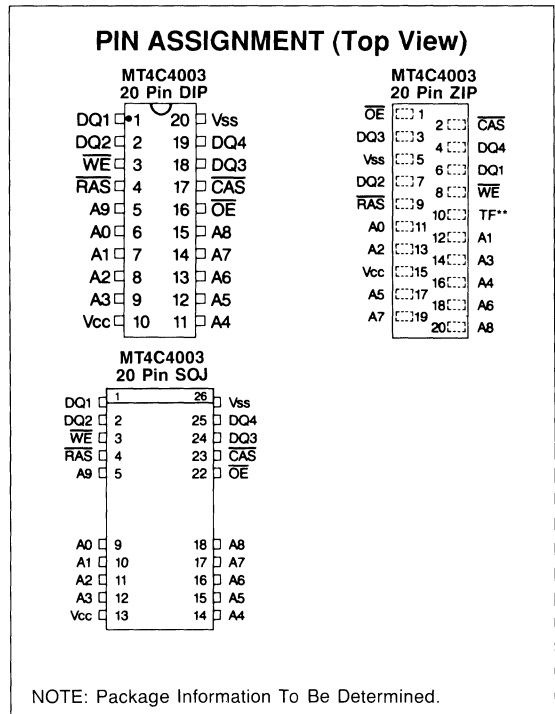 PIN ASSIGNMENT (Top View)
MT4C4003
20 Pin DIP
DQ1 1 20 Vss
DQ2 2 19 DQ4
WE 3 18 DQ3
RAS 4 17 CAS
A9 5 16 OE
A0 6 15 A8
A1 7 14 A7
A2 8 13 A6
A3 9 12 A5
Vcc 10 11 A4
MT4C4003
20 Pin ZIP
OE 1
2 CAS
DQ3 3
4 DQ4
Vss 5
6 DQ1
DQ2 7
8 WE
RAS 9
10 TF**
A0 11
12 A1
A2 13
14 A3
Vcc 15
16 A4
A5 17
18 A6
A7 19
20 A8
MT4C4003
20 Pin SOJ
DQ1 1 26 Vss
DQ2 2 25 DQ4
WE 3 24 DQ3
RAS 4 23 CAS
A9 5 22 OE
A0 9 18 A8
A1 10 17 A7
A2 11 16 A6
A3 12 15 A5
Vcc 13 14 A4
NOTE: Package Information To Be Determined.